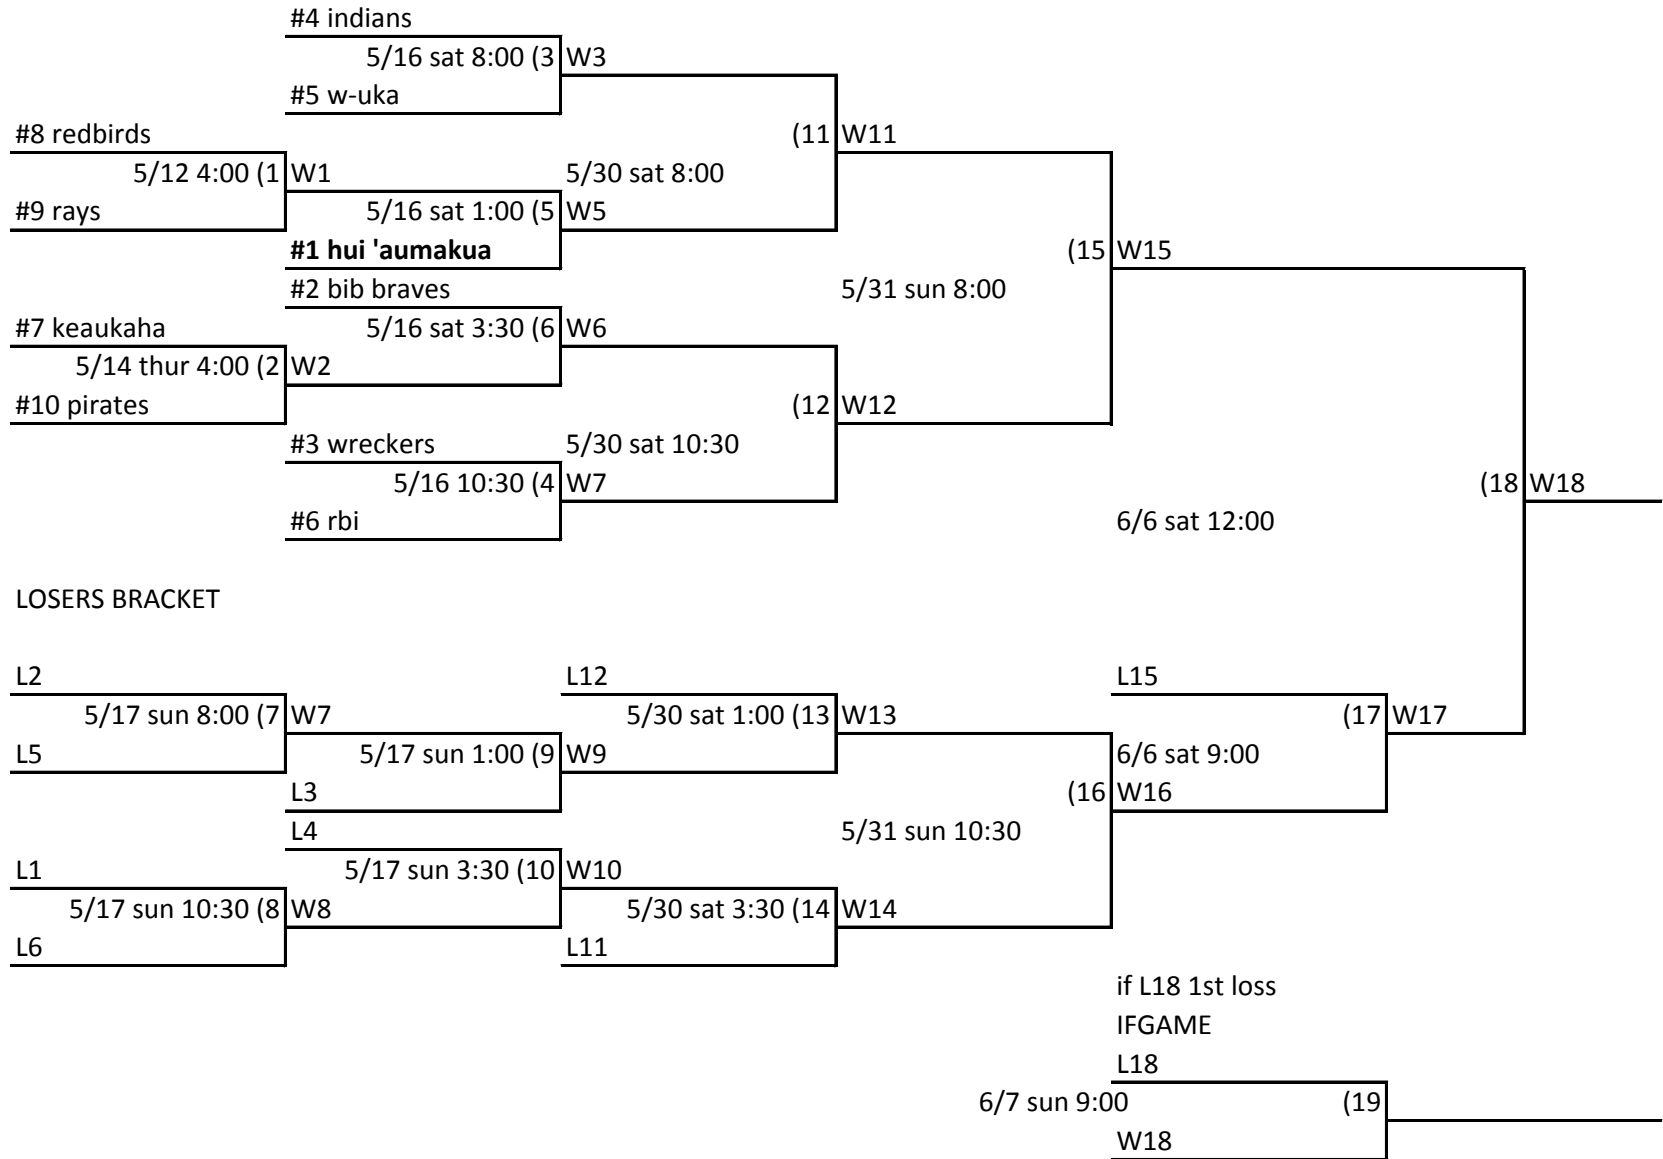 #4 indians
5/16 sat 8:00 (3 W3
#5 w-uka
#8 redbirds
(11 W11
5/12 4:00 (1 W1
5/30 sat 8:00
#9 rays
5/16 sat 1:00 (5 W5
#1 hui 'aumakua
(15 W15
#2 bib braves
5/31 sun 8:00
#7 keaukaha
5/16 sat 3:30 (6 W6
5/14 thur 4:00 (2 W2
#10 pirates
(12 W12
#3 wreckers
5/30 sat 10:30
5/16 10:30 (4 W7
(18 W18
#6 rbi
6/6 sat 12:00
LOSERS BRACKET
L2
L12
L15
5/17 sun 8:00 (7 W7
5/30 sat 1:00 (13 W13
(17 W17
L5
5/17 sun 1:00 (9 W9
6/6 sat 9:00
L3
(16 W16
L4
5/31 sun 10:30
L1
5/17 sun 3:30 (10 W10
5/17 sun 10:30 (8 W8
5/30 sat 3:30 (14 W14
L6
L11
if L18 1st loss
IFGAME
L18
6/7 sun 9:00
(19
W18